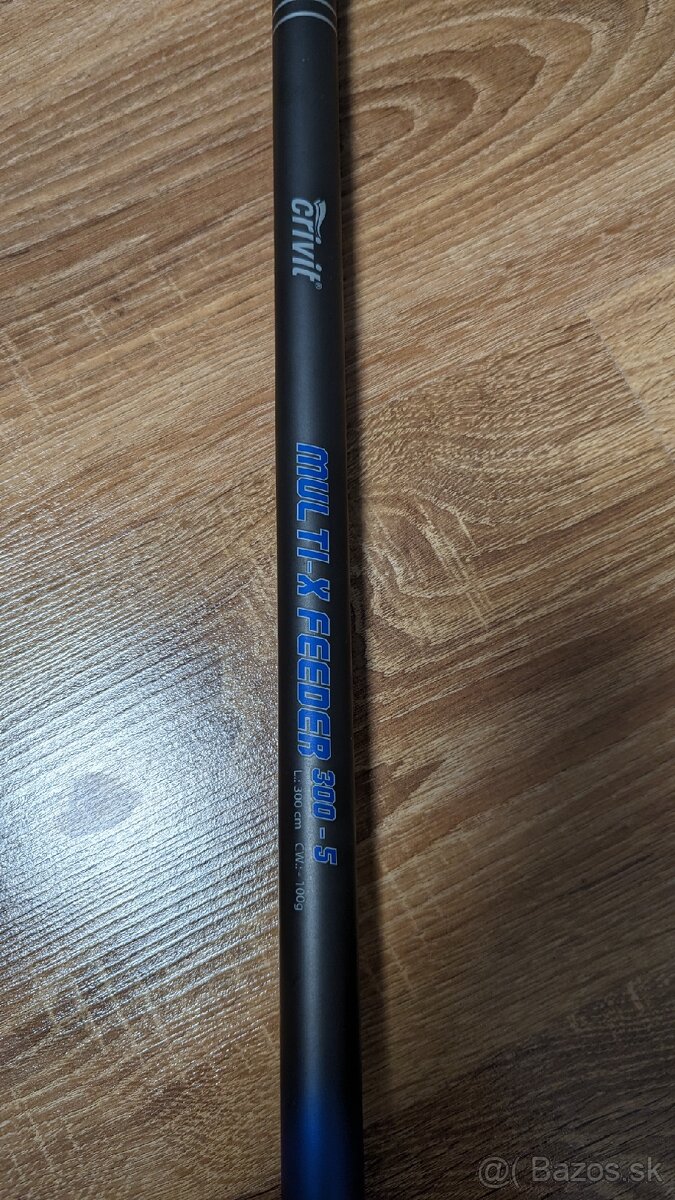 crivit®
MULTI-X FEEDER 300 - 5
L.: 300 cm CW.: - 100g
@( Bazos.sk